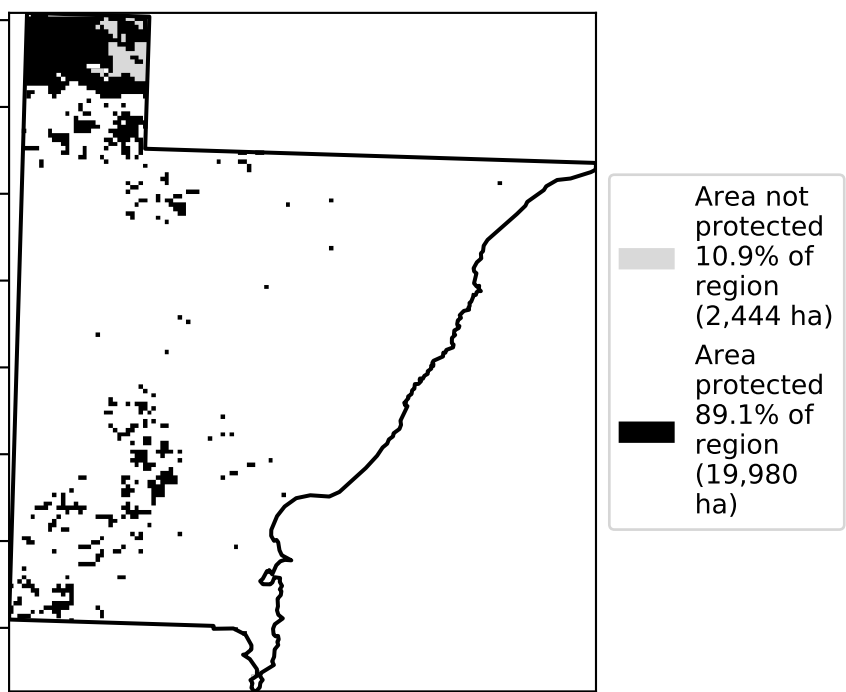 Area not
protected
10.9% of
region
(2,444 ha)
Area
protected
89.1% of
region
(19,980
ha)